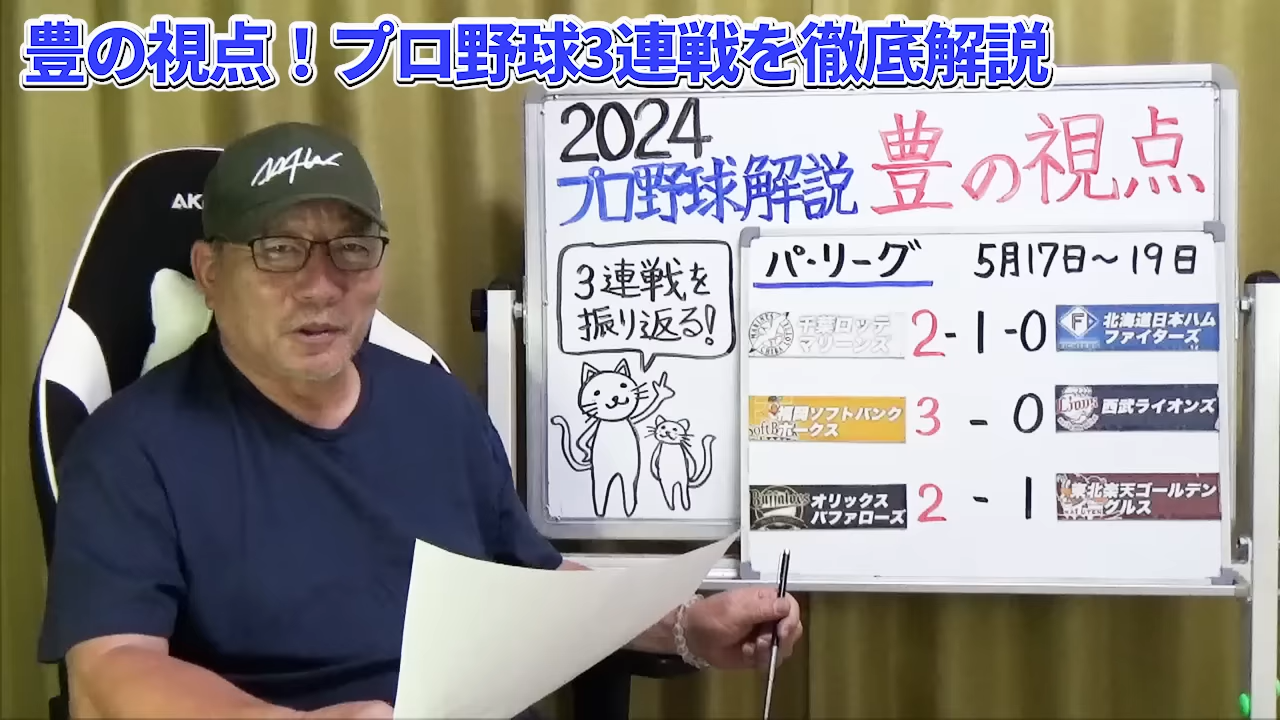 豊の視点！プロ野球3連戦を徹底解説
2024
プロ野球解説 豊の視点
3連戦を
振り返る!
パ・リーグ 5月17日～19日
千葉ロッテ
マリーンズ
2-1-0
北海道日本ハム
ファイターズ
福岡ソフトバンク
ホークス
3 - 0
Lions
西武ライオンズ
Buffaloes
オリックス
バファローズ
2 - 1
東北楽天ゴールデン
グルス